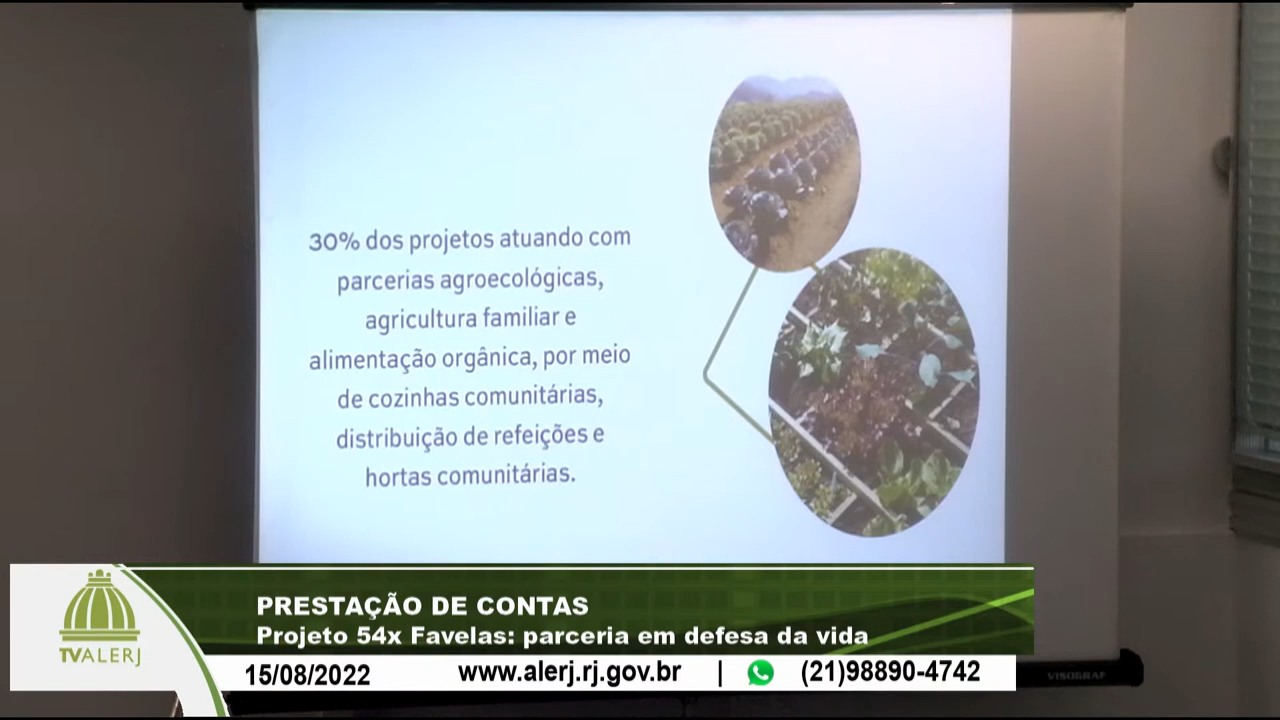 30% dos projetos atuando com
parcerias agroecológicas,
agricultura familiar e
alimentação orgânica, por meio
de cozinhas comunitárias,
distribuição de refeições e
hortas comunitárias.
PRESTAÇÃO DE CONTAS
Projeto 54x Favelas: parceria em defesa da vida
TVALERJ
15/08/2022 www.alerj.rj.gov.br | (21)98890-4742
VISOGRAF